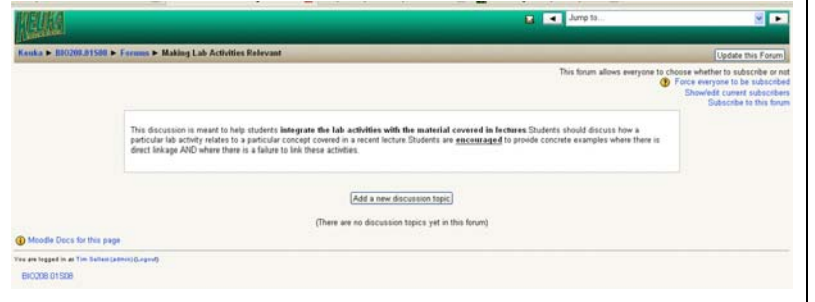 KEUKA
Jump to...
Keuka ► BIO208.01S08 ► Forums ► Making Lab Activities Relevant
Update this Forum
This forum allows everyone to choose whether to subscribe or not
Force everyone to be subscribed
Show/edit current subscribers
Subscribe to this forum
This discussion is meant to help students integrate the lab activities with the material covered in lectures.Students should discuss how a
particular lab activity relates to a particular concept covered in a recent lecture.Students are encouraged to provide concrete examples where there is
direct linkage AND where there is a failure to link these activities.
Add a new discussion topic
(There are no discussion topics yet in this forum)
Moodle Docs for this page
You are logged in as Tim (admin) (Logout)
BIO208.01S08